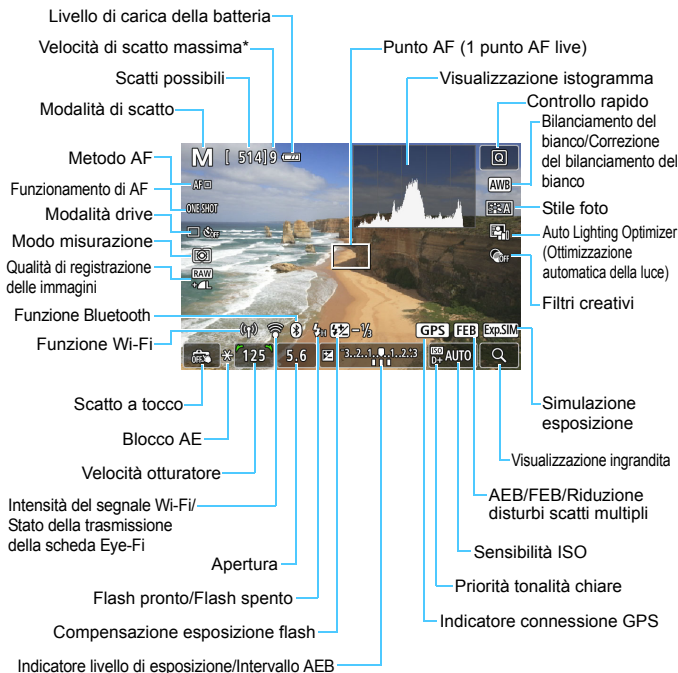 Livello di carica della batteria
Velocità di scatto massima*
Scatti possibili
Modalità di scatto
Metodo AF
Funzionamento di AF
Modalità drive
Modo misurazione
Qualità di registrazione
delle immagini
Funzione Bluetooth
Funzione Wi-Fi
Scatto a tocco
Blocco AE
Velocità otturatore
Intensità del segnale Wi-Fi/
Stato della trasmissione
della scheda Eye-Fi
Apertura
Flash pronto/Flash spento
Compensazione esposizione flash
Indicatore livello di esposizione/Intervallo AEB
Punto AF (1 punto AF live)
Visualizzazione istogramma
Controllo rapido
Bilanciamento del
bianco/Correzione
del bilanciamento del
bianco
Stile foto
Auto Lighting Optimizer
(Ottimizzazione
automatica della luce)
Filtri creativi
Simulazione
esposizione
Visualizzazione ingrandita
AEB/FEB/Riduzione
disturbi scatti multipli
Sensibilità ISO
Priorità tonalità chiare
Indicatore connessione GPS
M [ 514] 9
Q
AF
AWB
ONE SHOT
A
OFF
OFF
RAW
+L
H
-1/3
GPS FEB Exp.SIM
OFF
125 5.6
3..2..1..1..2..3
ISO
D+ AUTO